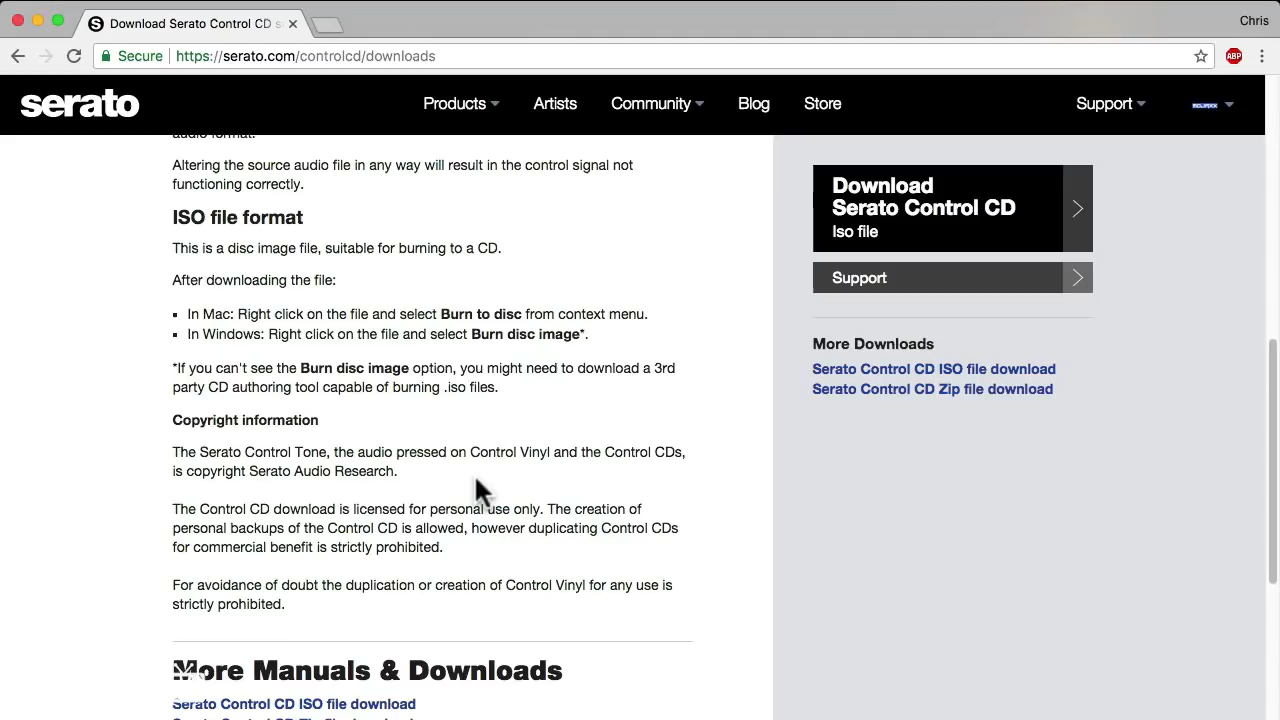 Download Serato Control CD s
Chris
Secure
https://serato.com/controlcd/downloads
ABP
serato
Products
Artists
Community
Blog
Store
Support
audio format.
Altering the source audio file in any way will result in the control signal not
functioning correctly.
ISO file format
This is a disc image file, suitable for burning to a CD.
After downloading the file:
In Mac: Right click on the file and select Burn to disc from context menu.
In Windows: Right click on the file and select Burn disc image*.
*If you can't see the Burn disc image option, you might need to download a 3rd
party CD authoring tool capable of burning .iso files.
Copyright information
The Serato Control Tone, the audio pressed on Control Vinyl and the Control CDs,
is copyright Serato Audio Research.
The Control CD download is licensed for personal use only. The creation of
personal backups of the Control CD is allowed, however duplicating Control CDs
for commercial benefit is strictly prohibited.
For avoidance of doubt the duplication or creation of Control Vinyl for any use is
strictly prohibited.
More Manuals & Downloads
Serato Control CD ISO file download
Download
Serato Control CD
Iso file
Support
More Downloads
Serato Control CD ISO file download
Serato Control CD Zip file download